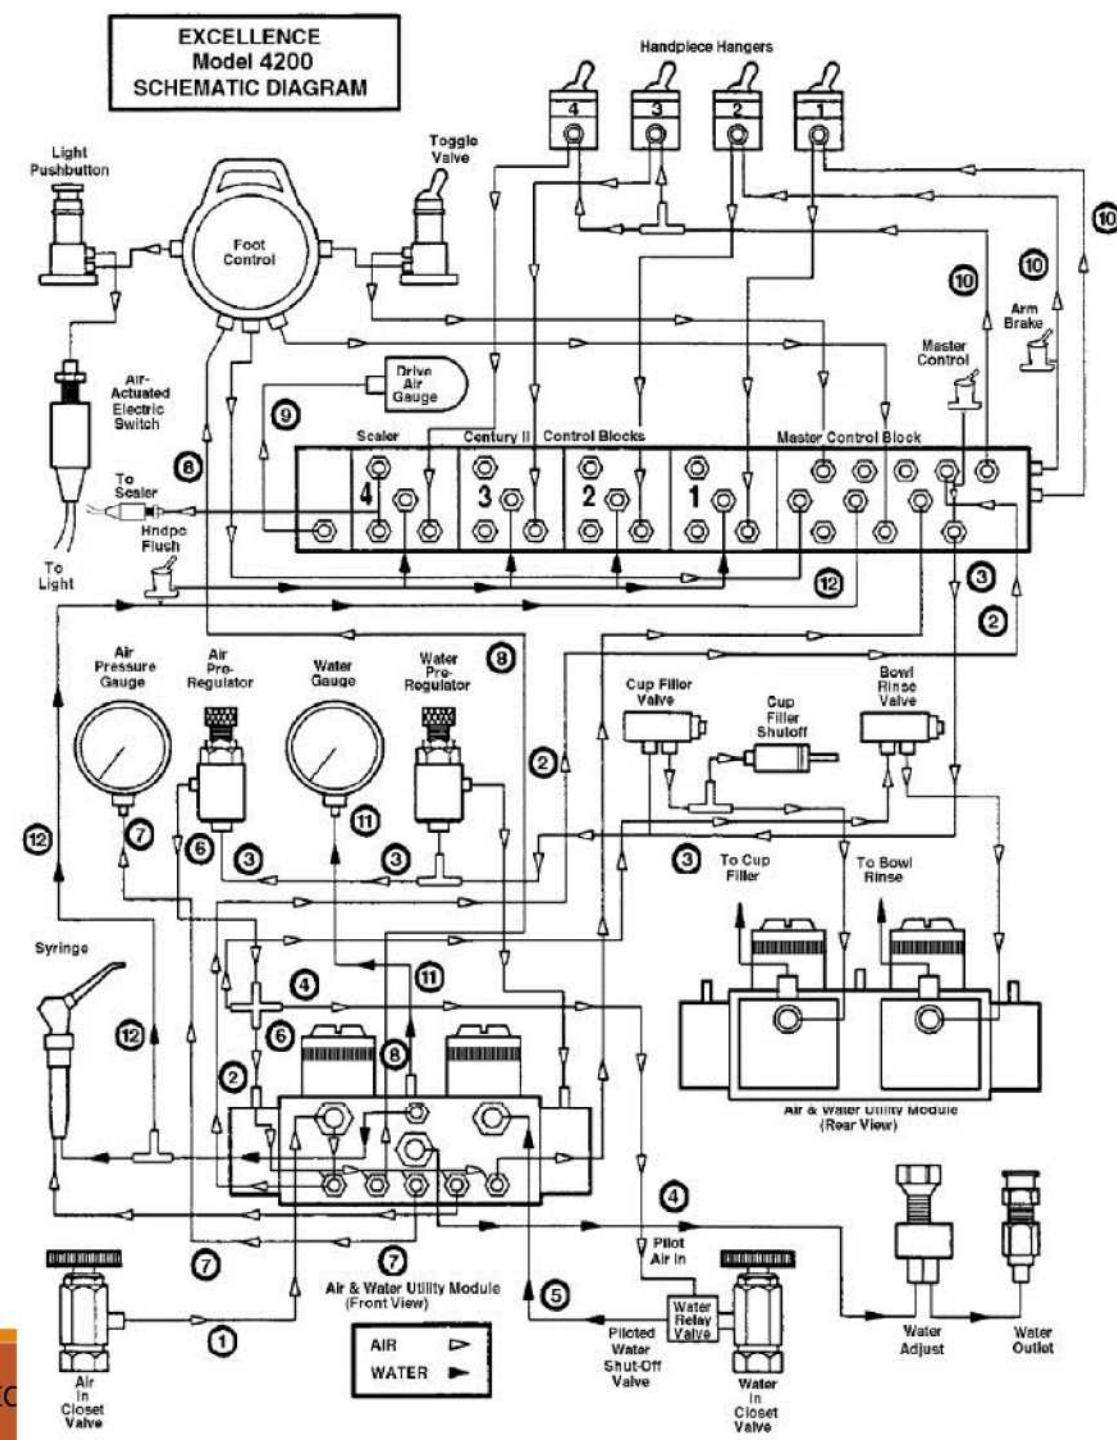 EXCELLENCE
Model 4200
SCHEMATIC DIAGRAM
Handpiece Hangers
4
3
2
1
Light
Pushbutton
Toggle
Valve
Foot
Control
10
10
10
Arm
Brake
Master
Control
Air-
Actuated
Electric
Switch
Drive
Air
Gauge
9
8
Scaler
Century II
Control Blocks
Master Control Block
4
3
2
1
To
Scaler
Hndpc
Flush
To
Light
12
3
2
8
Air
Pressure
Gauge
Air
Pre-
Regulator
Water
Gauge
Water
Pre-
Regulator
Cup Filler
Valve
Cup
Filler
Shutoff
Bowl
Rinse
Valve
2
12
7
6
11
3
3
3
To Cup
Filler
To Bowl
Rinse
Syringe
4
11
12
6
8
2
Air & Water Utility Module
(Rear View)
4
Pilot
Air In
7
7
Air & Water Utility Module
(Front View)
5
1
Water
Relay
Valve
Piloted
Water
Shut-Off
Valve
Water
Adjust
Water
Outlet
AIR
WATER
Air
In
Closet
Valve
Water
In
Closet
Valve
EC